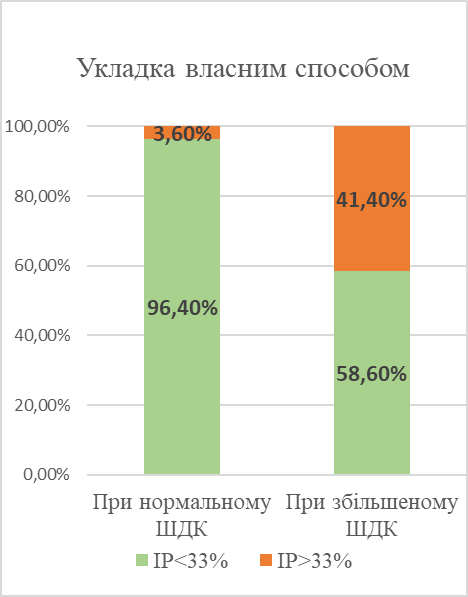 Укладка власним способом
100,00%
80,00%
60,00%
40,00%
20,00%
0,00%
3,60%
96,40%
41,40%
58,60%
При нормальному
ШДК
При збільшеному
ШДК
ІР<33%
ІР>33%